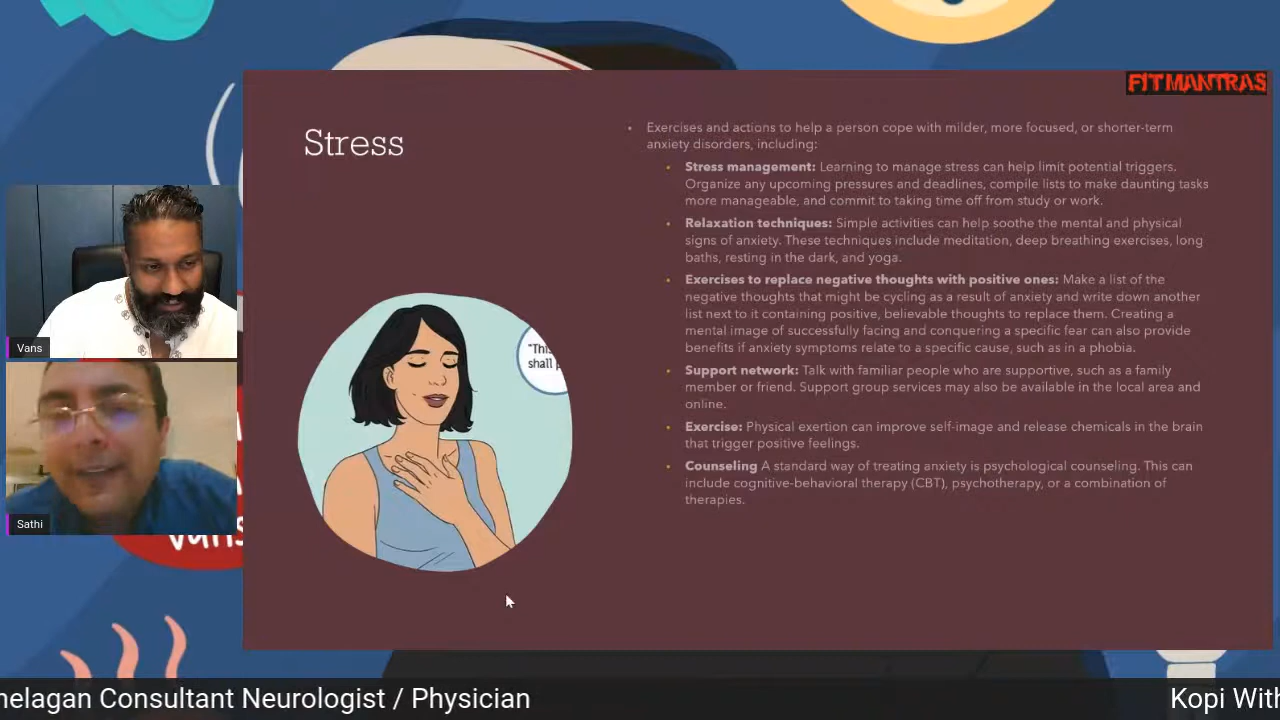 FITMANTRAS
Stress
Exercises and actions to help a person cope with milder, more focused, or shorter-term
anxiety disorders, including:
Stress management: Learning to manage stress can help limit potential triggers.
Organize any upcoming pressures and deadlines, compile lists to make daunting tasks
more manageable, and commit to taking time off from study or work.
Relaxation techniques: Simple activities can help soothe the mental and physical
signs of anxiety. These techniques include meditation, deep breathing exercises, long
baths, resting in the dark, and yoga.
Exercises to replace negative thoughts with positive ones: Make a list of the
negative thoughts that might be cycling as a result of anxiety and write down another
list next to it containing positive, believable thoughts to replace them. Creating a
mental image of successfully facing and conquering a specific fear can also provide
benefits if anxiety symptoms relate to a specific cause, such as in a phobia.
Support network: Talk with familiar people who are supportive, such as a family
member or friend. Support group services may also be available in the local area and
online.
Exercise: Physical exertion can improve self-image and release chemicals in the brain
that trigger positive feelings.
Counseling A standard way of treating anxiety is psychological counseling. This can
include cognitive-behavioral therapy (CBT), psychotherapy, or a combination of
therapies.
shall
Vans
Sathi
nelagan Consultant Neurologist / Physician
Kopi With